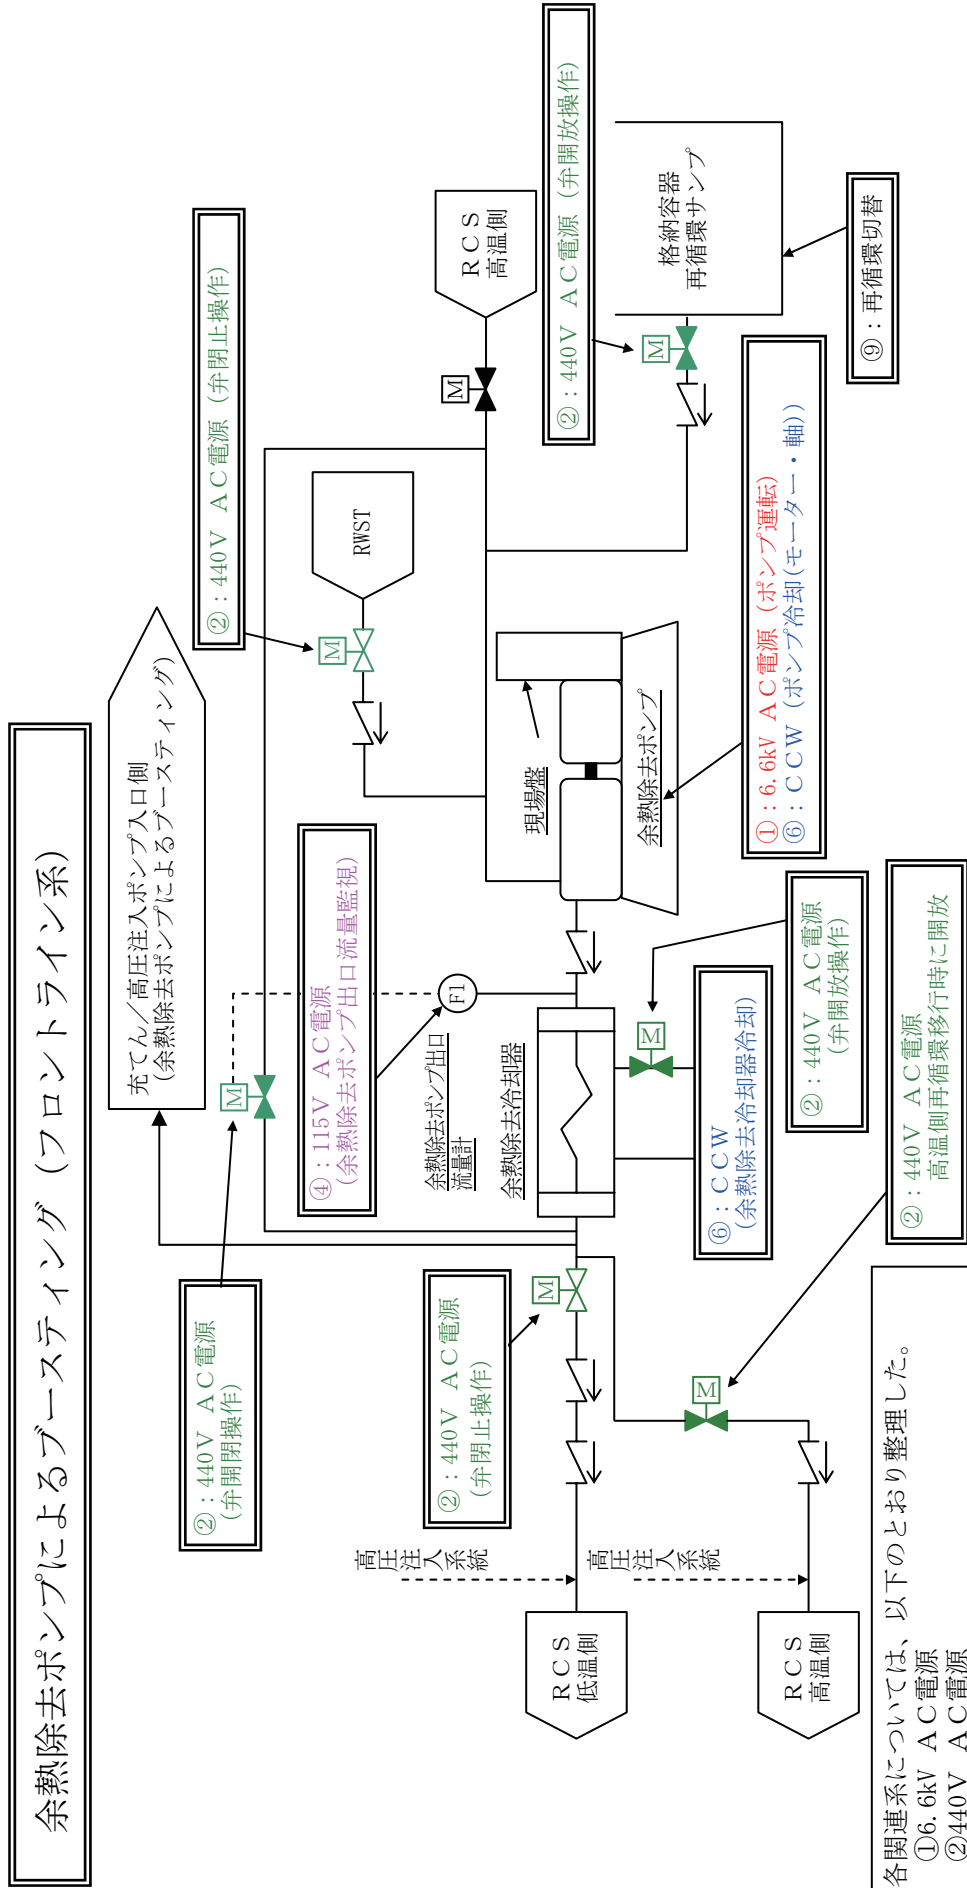 余熱除去ポンプによるブースティング（フロントライン系）
充てん／高圧注入ポンプ入口側
(余熱除去ポンプによるブースティング)
②：440V ＡＣ電源（弁閉止操作）
②：440V ＡＣ電源
(弁開閉操作)
M
M
RWST
ＲＣＳ
高温側
M
②：440V ＡＣ電源（弁開放操作）
M
格納容器
再循環サンプ
⑨：再循環切替
④：115V ＡＣ電源
(余熱除去ポンプ出口流量監視)
余熱除去ポンプ出口
流量計
F1
現場盤
余熱除去ポンプ
①：6.6kV ＡＣ電源（ポンプ運転）
⑥：ＣＣＷ（ポンプ冷却(モーター・軸)）
余熱除去冷却器
M
②：440V ＡＣ電源
(弁開放操作)
⑥：ＣＣＷ
(余熱除去冷却器冷却)
②：440V ＡＣ電源
(弁閉止操作)
M
M
②：440V ＡＣ電源
高温側再循環移行時に開放
高圧注入系統
高圧注入系統
ＲＣＳ
低温側
ＲＣＳ
高温側
各関連系については、以下のとおり整理した。
①6.6kV ＡＣ電源
②440V ＡＣ電源